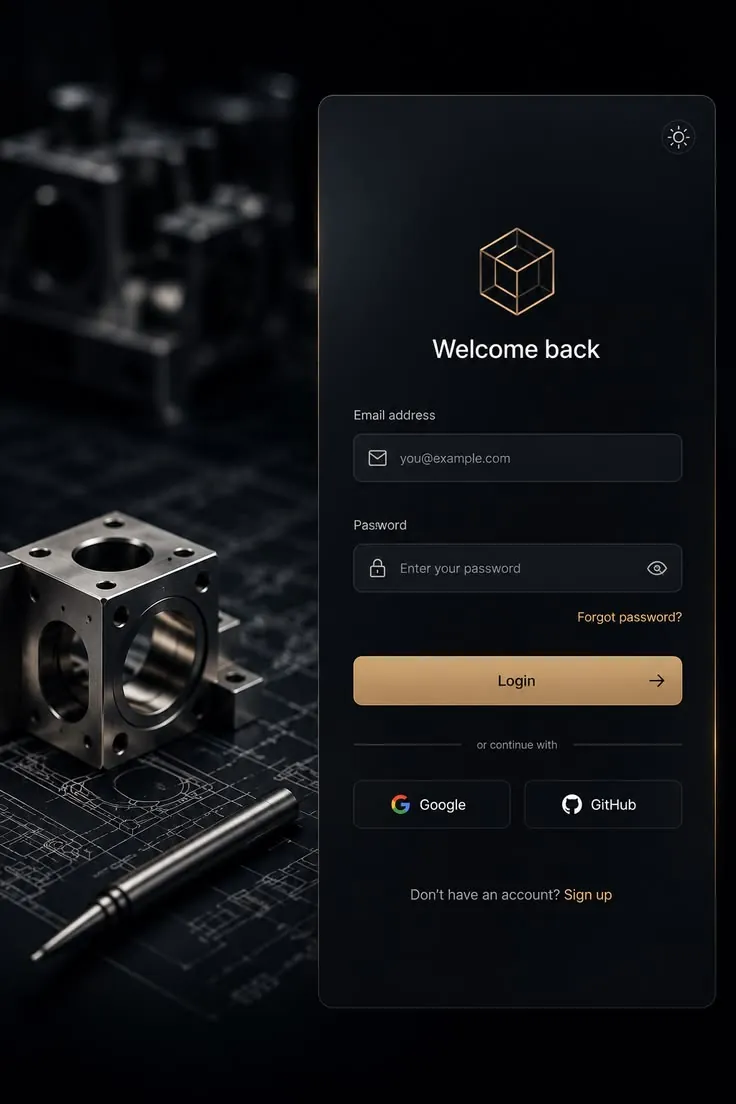 Welcome back
Email address
you@example.com
Password
Enter your password
Forgot password?
Login
or continue with
Google
GitHub
Don't have an account? Sign up